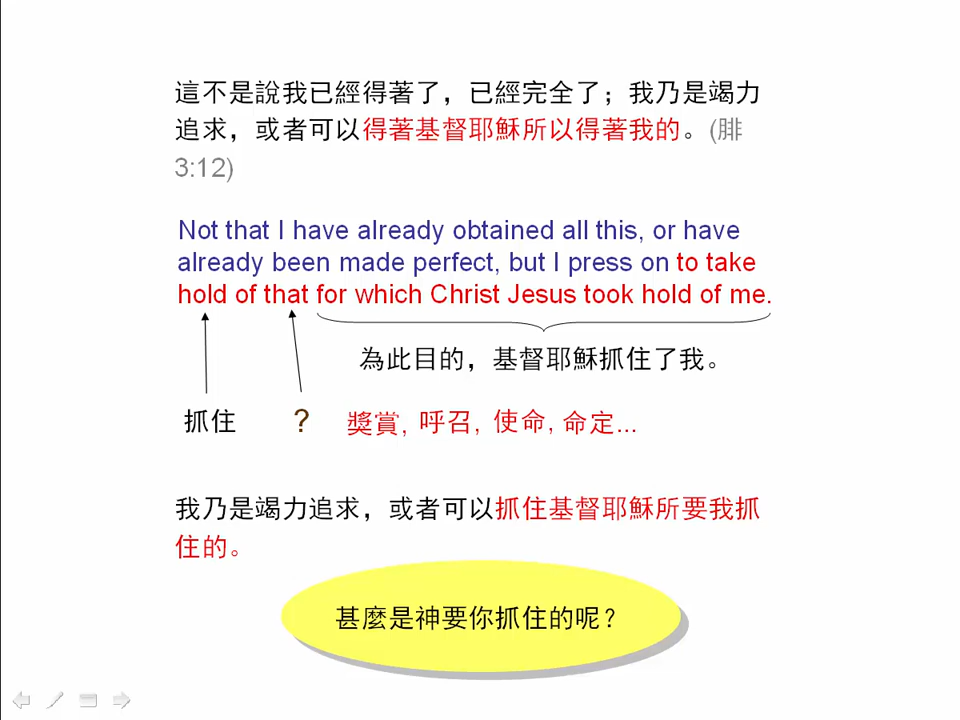 這不是說我已經得著了，已經完全了；我乃是竭力
追求，或者可以得著基督耶穌所以得著我的。(腓
3:12)
Not that I have already obtained all this, or have
already been made perfect, but I press on to take
hold of that for which Christ Jesus took hold of me.
為此目的，基督耶穌抓住了我。
抓住 ? 獎賞, 呼召, 使命, 命定...
我乃是竭力追求，或者可以抓住基督耶穌所要我抓
住的。
甚麼是神要你抓住的呢？